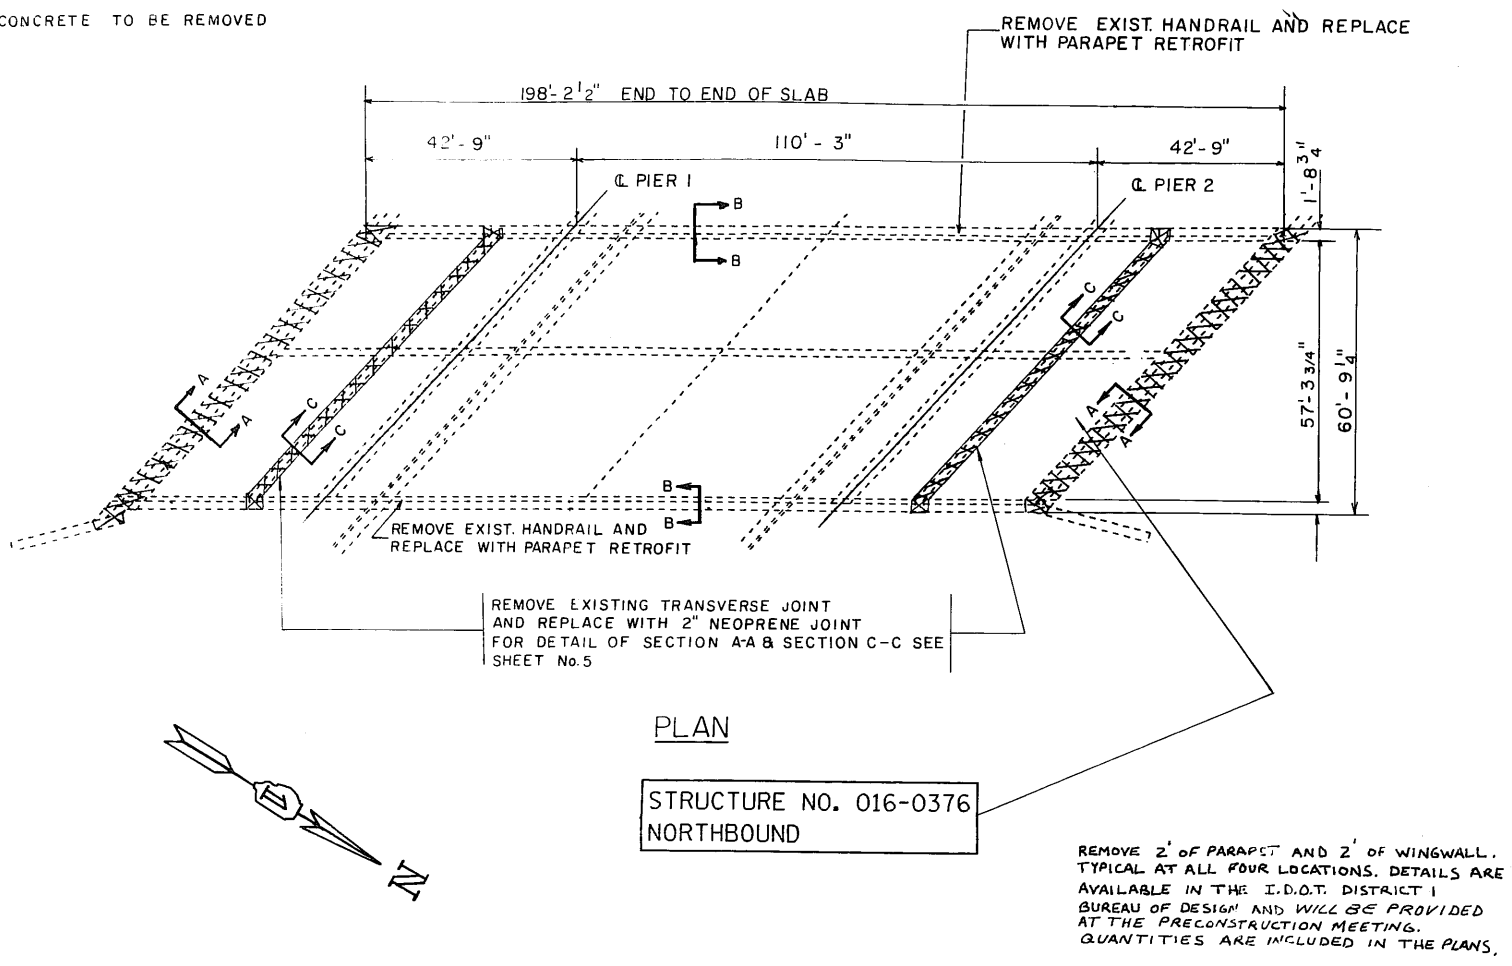 CONCRETE TO BE REMOVED
REMOVE EXIST. HANDRAIL AND REPLACE
WITH PARAPET RETROFIT
198'-2 1/2" END TO END OF SLAB
42'-9"
110'-3"
42'-9"
1'-8 3/4"
℄ PIER 1
℄ PIER 2
B
B
C
C
A
A
C
C
A
A
57'-3 3/4"
60'-9 1/4"
B
B
REMOVE EXIST. HANDRAIL AND
REPLACE WITH PARAPET RETROFIT
REMOVE EXISTING TRANSVERSE JOINT
AND REPLACE WITH 2" NEOPRENE JOINT
FOR DETAIL OF SECTION A-A & SECTION C-C SEE
SHEET No. 5
PLAN
STRUCTURE NO. 016-0376
NORTHBOUND
N
REMOVE 2' OF PARAPET AND 2' OF WINGWALL.
TYPICAL AT ALL FOUR LOCATIONS. DETAILS ARE
AVAILABLE IN THE I.D.O.T. DISTRICT 1
BUREAU OF DESIGN AND WILL BE PROVIDED
AT THE PRECONSTRUCTION MEETING.
QUANTITIES ARE INCLUDED IN THE PLANS.